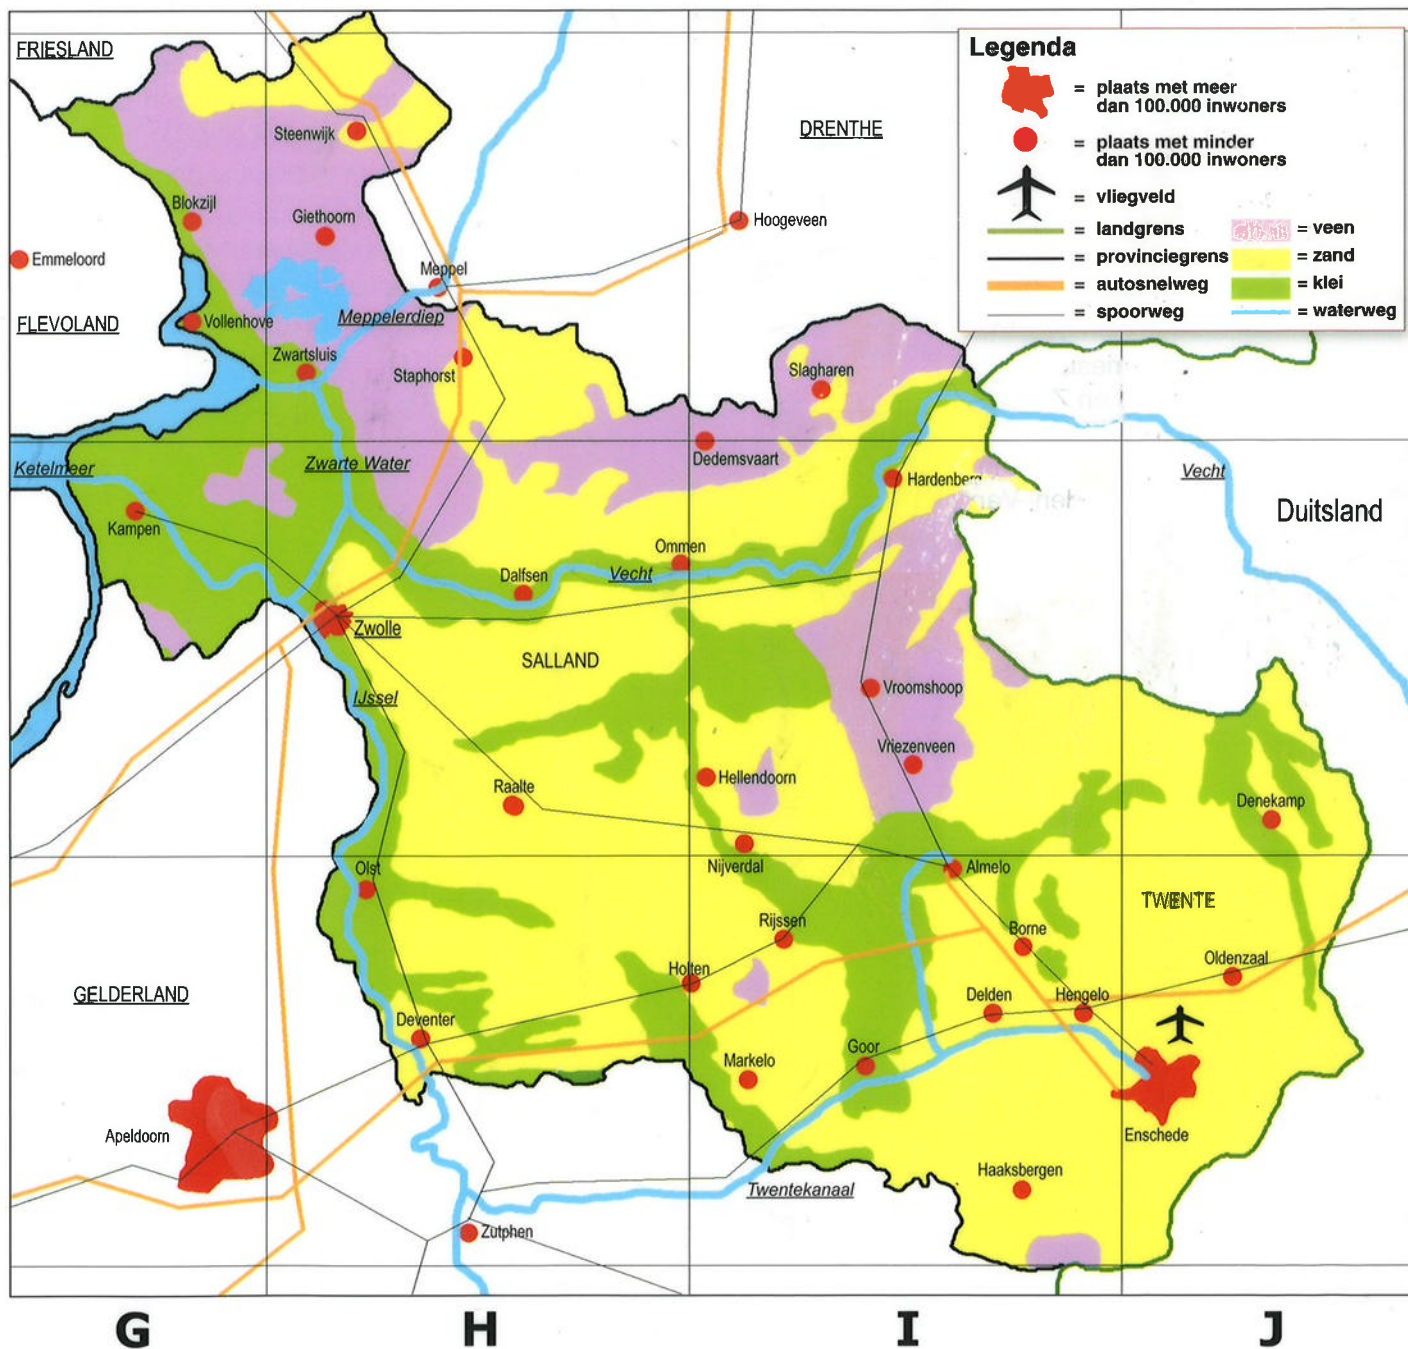 FRIESLAND
Legenda
= plaats met meer
dan 100.000 inwoners
= plaats met minder
dan 100.000 inwoners
= vliegveld
= landgrens
= veen
= provinciegrens
= zand
= autosnelweg
= klei
= spoorweg
= waterweg
DRENTHE
Steenwijk
Blokzijl
Giethoorn
Hoogeveen
Emmeloord
Meppel
FLEVOLAND
Vollenhove
Meppelerdiep
Zwartsluis
Staphorst
Slagharen
Dedemsvaart
Ketelmeer
Zwarte Water
Vecht
Hardenberg
Duitsland
Kampen
Ommen
Dalfsen
Vecht
Zwolle
SALLAND
IJssel
Vroomshoop
Vriezenveen
Hellendoorn
Raalte
Denekamp
Nijverdal
Olst
Almelo
TWENTE
Rijssen
Borne
Oldenzaal
Holten
GELDERLAND
Delden
Hengelo
Deventer
Goor
Markelo
Apeldoorn
Enschede
Haaksbergen
Twentekanaal
Zutphen
G
H
I
J